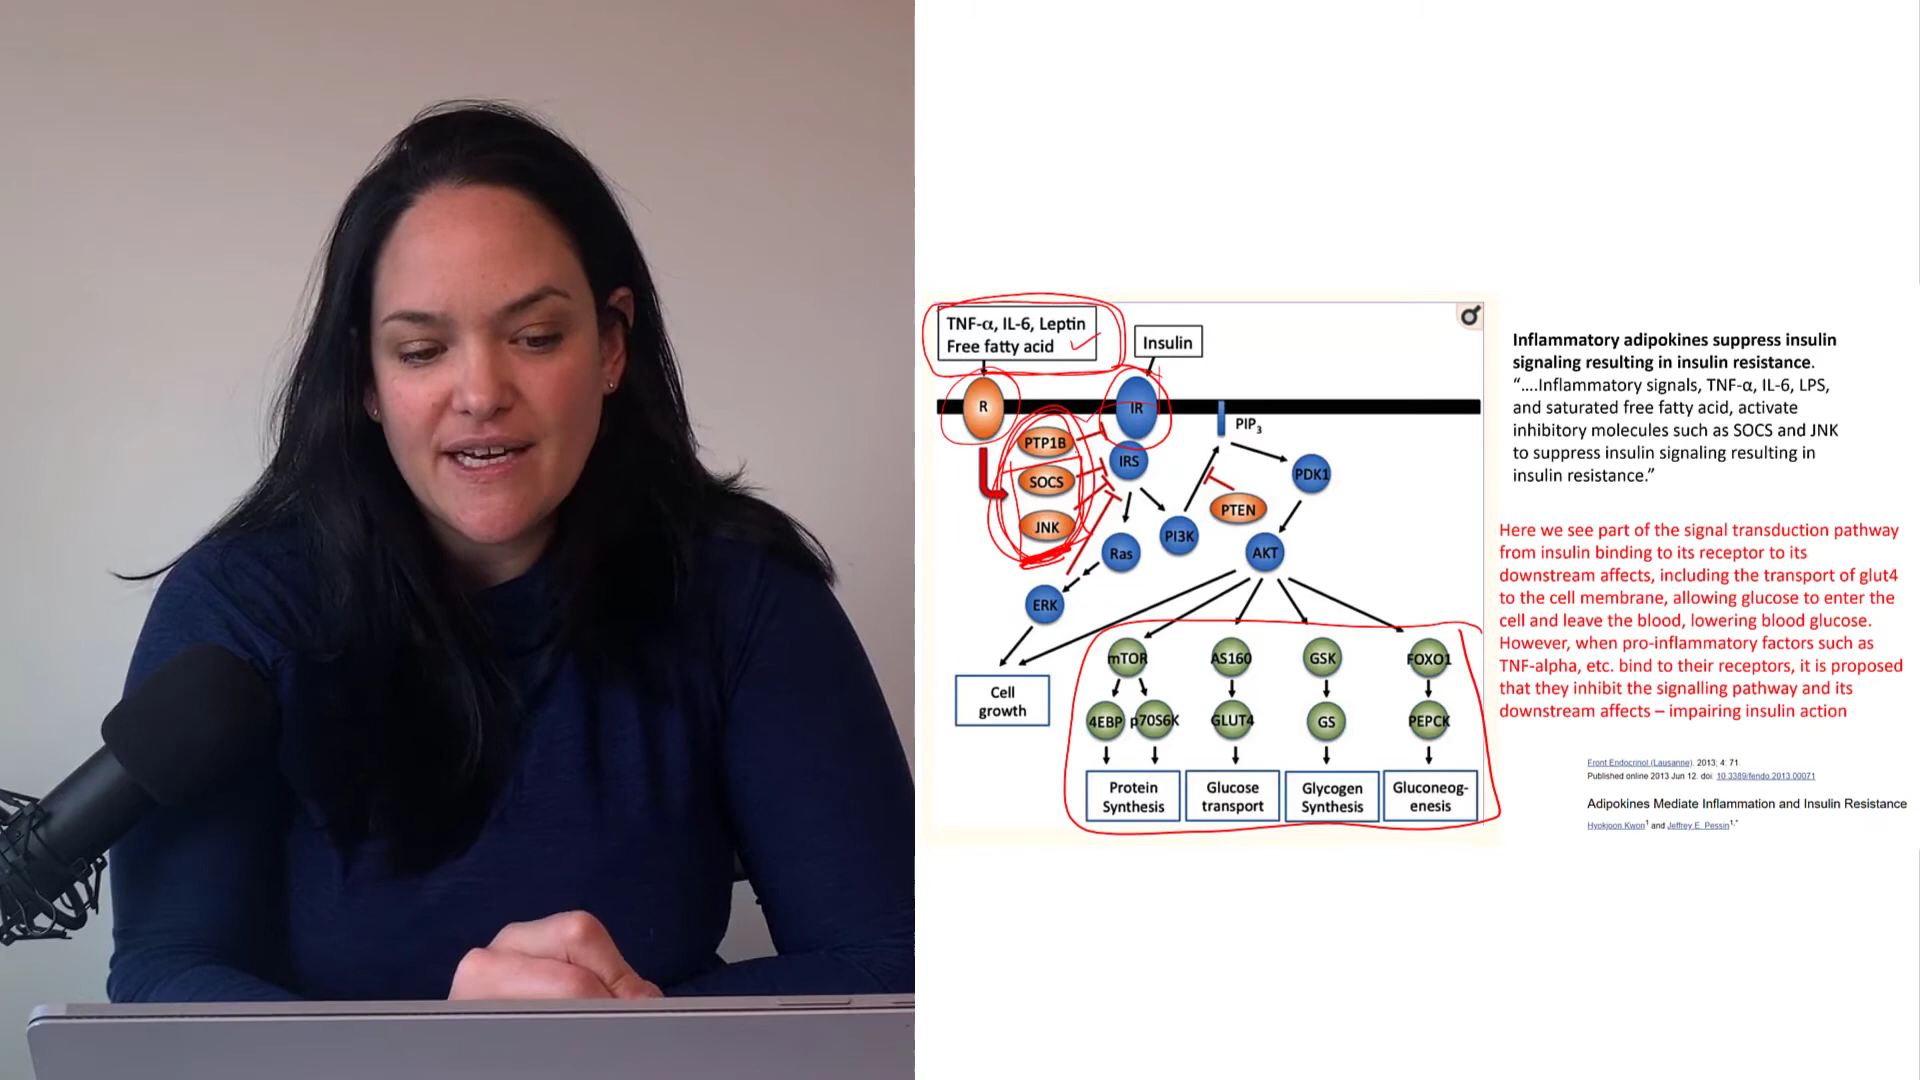 TNF-α, IL-6, Leptin
Free fatty acid
Insulin
R
IR
PIP3
PTP1B
IRS
PDK1
SOCS
PTEN
JNK
PI3K
Ras
AKT
ERK
mTOR
AS160
GSK
FOXO1
Cell
growth
4EBP
p70S6K
GLUT4
GS
PEPCK
Protein
Synthesis
Glucose
transport
Glycogen
Synthesis
Gluconeog-
enesis
Inflammatory adipokines suppress insulin
signaling resulting in insulin resistance.
“....Inflammatory signals, TNF-α, IL-6, LPS,
and saturated free fatty acid, activate
inhibitory molecules such as SOCS and JNK
to suppress insulin signaling resulting in
insulin resistance.”
Here we see part of the signal transduction pathway
from insulin binding to its receptor to its
downstream affects, including the transport of glut4
to the cell membrane, allowing glucose to enter the
cell and leave the blood, lowering blood glucose.
However, when pro-inflammatory factors such as
TNF-alpha, etc. bind to their receptors, it is proposed
that they inhibit the signalling pathway and its
downstream affects – impairing insulin action
Front Endocrinol (Lausanne). 2013; 4: 71.
Published online 2013 Jun 12. doi: 10.3389/fendo.2013.00071
Adipokines Mediate Inflammation and Insulin Resistance
Hyokjoon Kwon1 and Jeffrey E. Pessin1,*